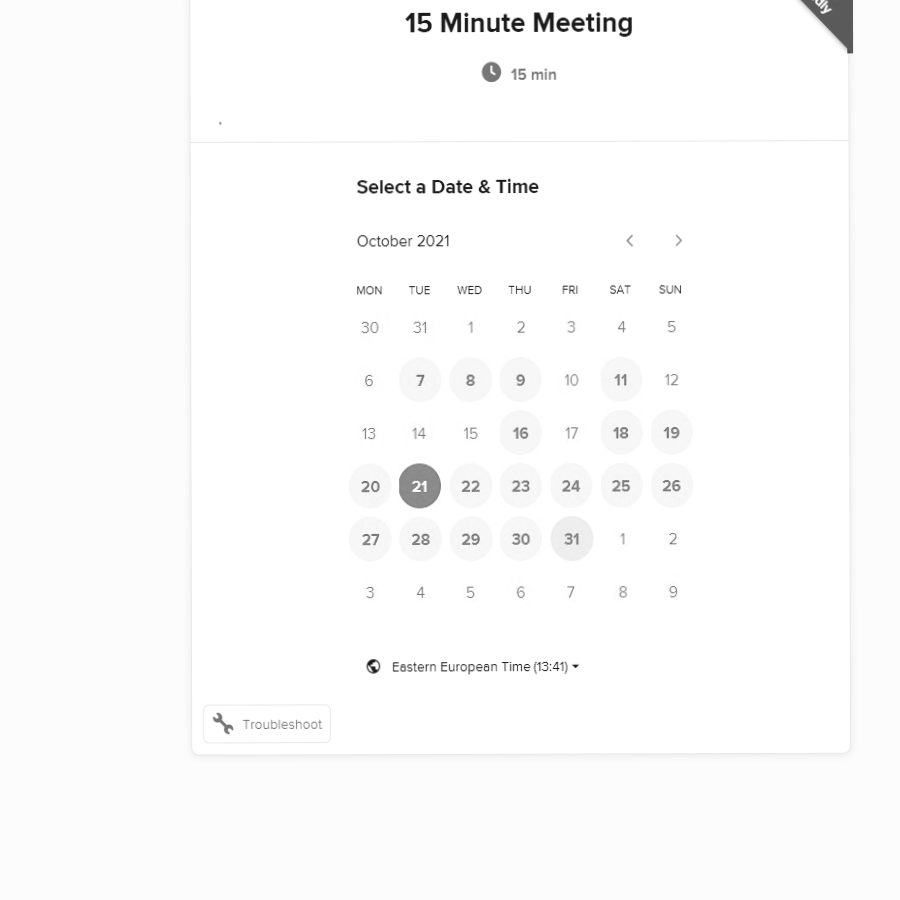 15 Minute Meeting
15 min
.
Select a Date & Time
October 2021
MON TUE WED THU FRI SAT SUN
30 31 1 2 3 4 5
6 7 8 9 10 11 12
13 14 15 16 17 18 19
20 21 22 23 24 25 26
27 28 29 30 31 1 2
3 4 5 6 7 8 9
Eastern European Time (13:41)
Troubleshoot